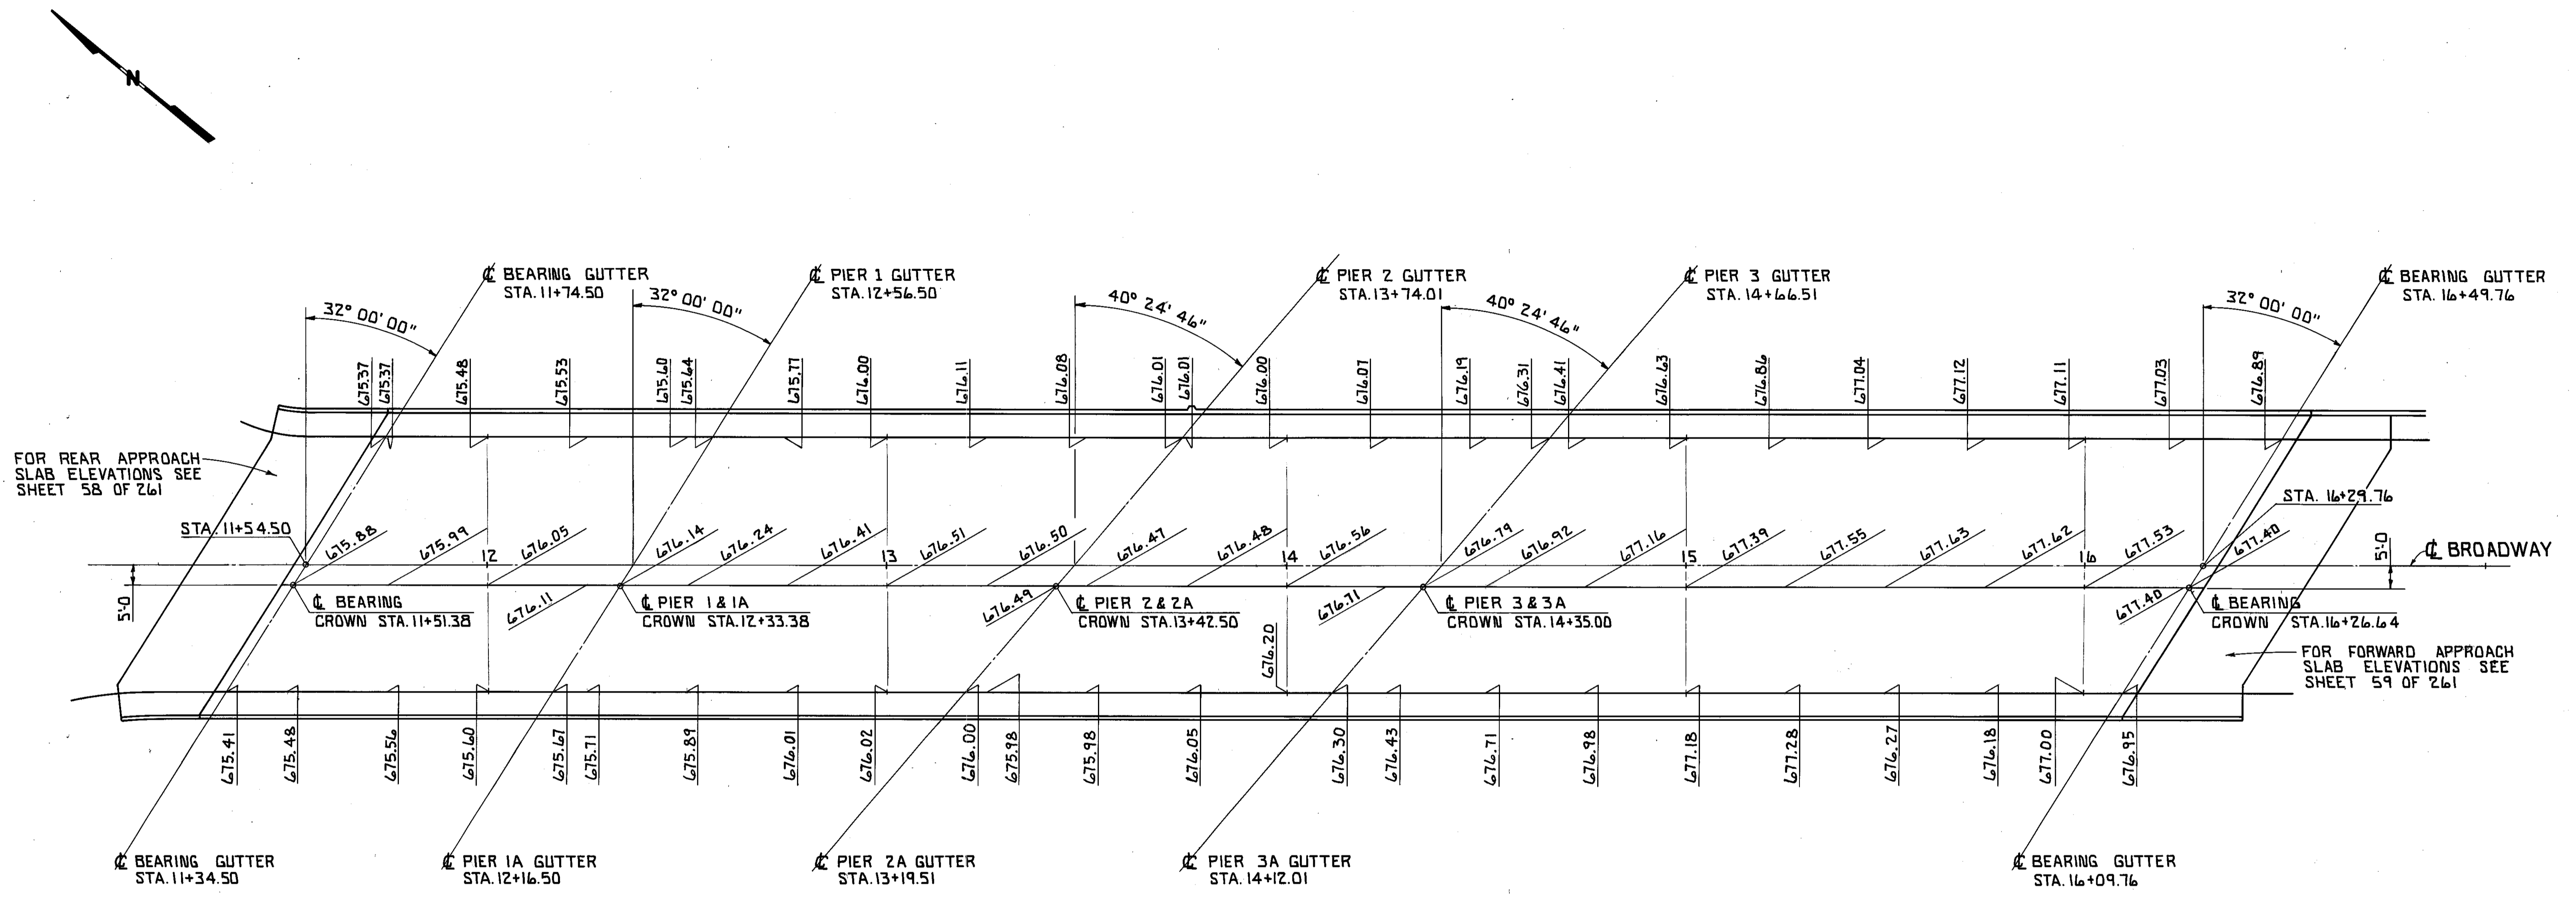 N
℄ BEARING GUTTER
STA. 11+74.50
℄ PIER 1 GUTTER
STA. 12+56.50
℄ PIER 2 GUTTER
STA. 13+74.01
℄ PIER 3 GUTTER
STA. 14+66.51
℄ BEARING GUTTER
STA. 16+49.76
32° 00' 00"
32° 00' 00"
40° 24' 46"
40° 24' 46"
32° 00' 00"
675.37
675.37
675.48
675.53
675.60
675.64
675.71
676.00
676.11
676.08
676.01
676.01
676.00
676.07
676.19
676.31
676.41
676.63
676.86
677.04
677.12
677.11
677.03
676.89
FOR REAR APPROACH
SLAB ELEVATIONS SEE
SHEET 58 OF 261
STA. 11+54.50
STA. 16+29.76
675.88
675.99
676.05
676.14
676.24
676.41
676.51
676.50
676.47
676.48
676.56
676.79
676.92
677.16
677.39
677.55
677.63
677.62
677.53
677.40
12
13
14
15
16
℄ BROADWAY
5'-0
5'-0
676.11
676.49
676.71
677.40
℄ BEARING
CROWN STA. 11+51.38
℄ PIER 1 & 1A
CROWN STA. 12+33.38
℄ PIER 2 & 2A
CROWN STA. 13+42.50
℄ PIER 3 & 3A
CROWN STA. 14+35.00
℄ BEARING
CROWN STA. 16+26.64
676.20
FOR FORWARD APPROACH
SLAB ELEVATIONS SEE
SHEET 59 OF 261
675.41
675.48
675.56
675.60
675.67
675.71
675.89
676.01
676.02
676.00
675.98
675.98
676.05
676.30
676.43
676.71
676.98
677.18
677.28
676.27
676.18
677.00
676.95
℄ BEARING GUTTER
STA. 11+34.50
℄ PIER 1A GUTTER
STA. 12+16.50
℄ PIER 2A GUTTER
STA. 13+19.51
℄ PIER 3A GUTTER
STA. 14+12.01
℄ BEARING GUTTER
STA. 16+09.76